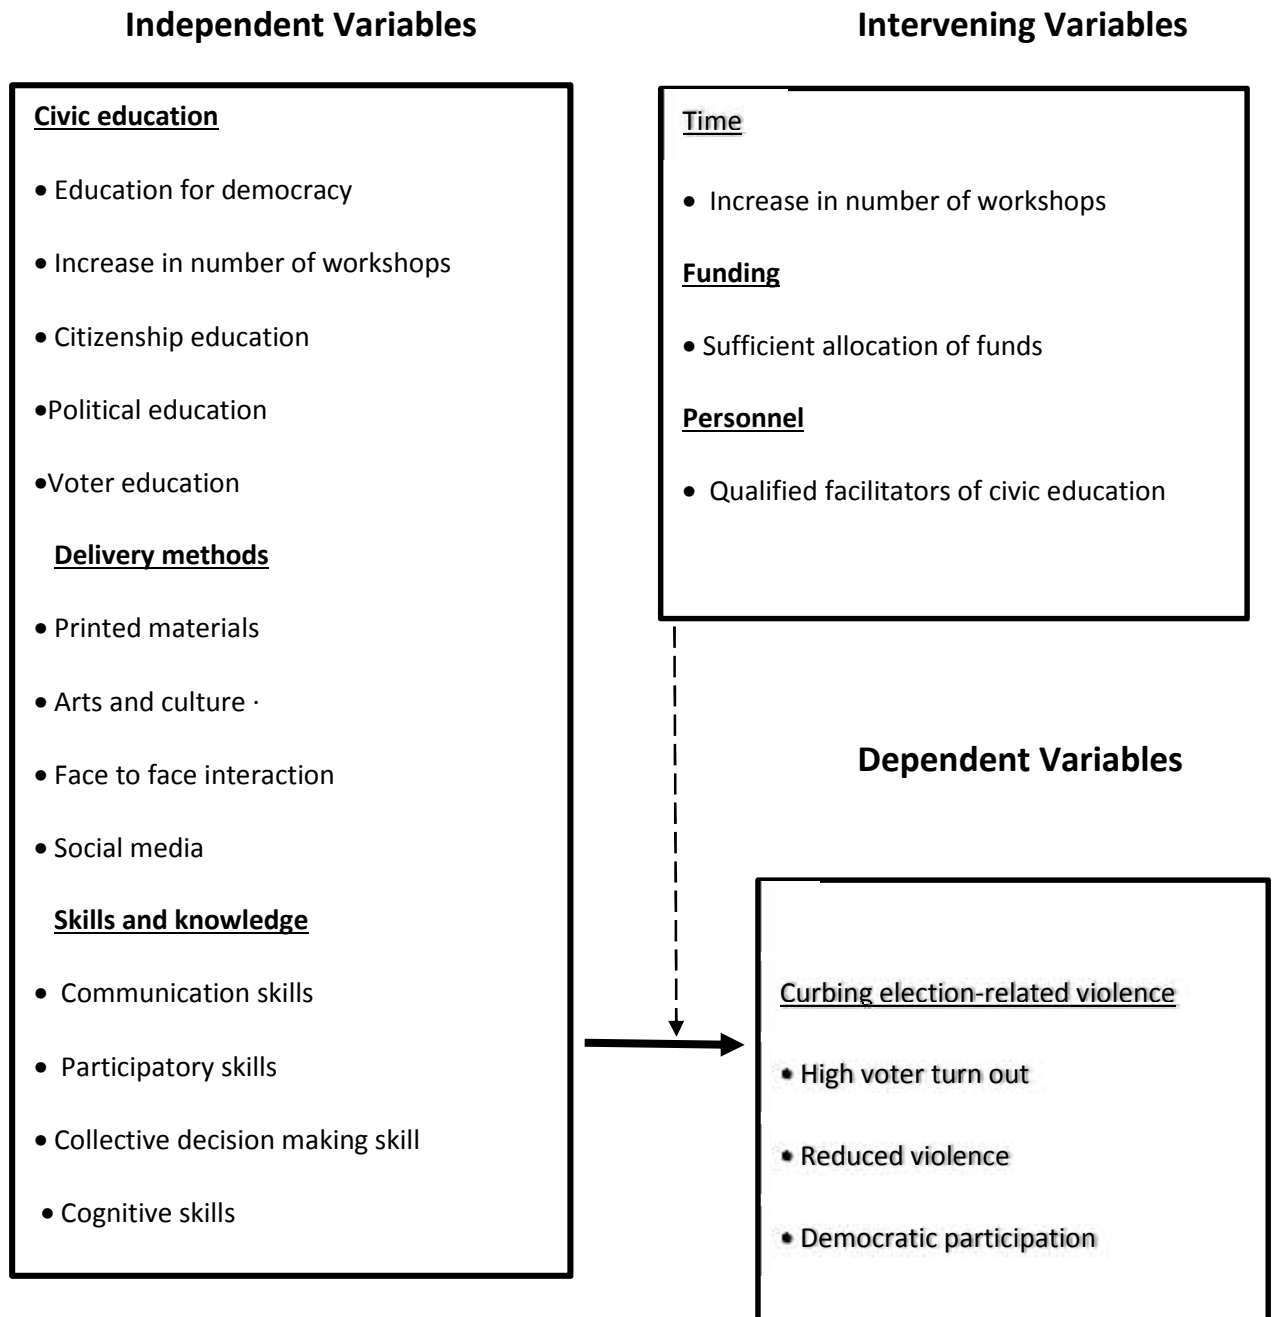 Independent Variables
Civic education
• Education for democracy
• Increase in number of workshops
• Citizenship education
•Political education
•Voter education
Delivery methods
• Printed materials
• Arts and culture ·
• Face to face interaction
• Social media
Skills and knowledge
• Communication skills
• Participatory skills
• Collective decision making skill
• Cognitive skills
Intervening Variables
Time
• Increase in number of workshops
Funding
• Sufficient allocation of funds
Personnel
• Qualified facilitators of civic education
Dependent Variables
Curbing election-related violence
• High voter turn out
• Reduced violence
• Democratic participation